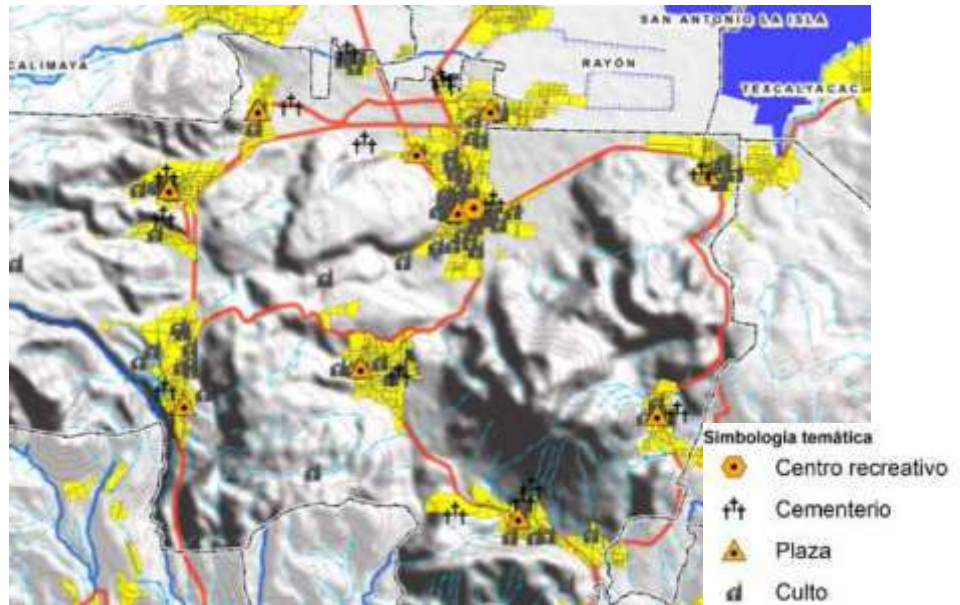 SAN ANTONIO LA ISLA
CALIMAYA
RAYÓN
TEXCALYACAC
Simbología temática
Centro recreativo
Cementerio
Plaza
Culto